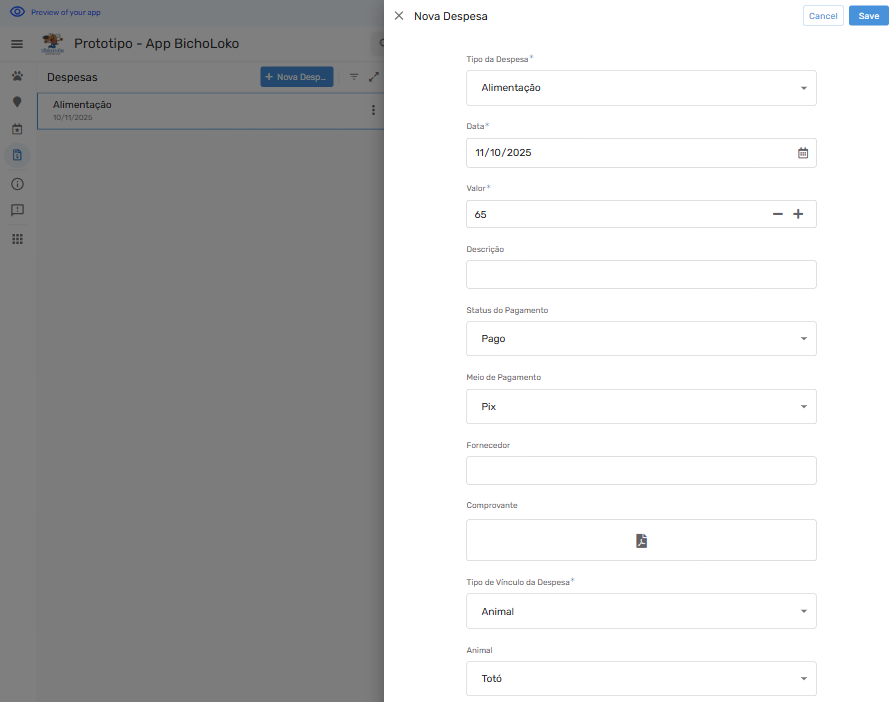 Preview of your app
Prototipo - App BichoLoko
Despesas
+ Nova Desp...
Alimentação
10/11/2025
Nova Despesa
Cancel
Save
Tipo da Despesa*
Alimentação
Data*
11/10/2025
Valor*
65
Descrição
Status do Pagamento
Pago
Meio de Pagamento
Pix
Fornecedor
Comprovante
Tipo de Vínculo da Despesa*
Animal
Animal
Totó